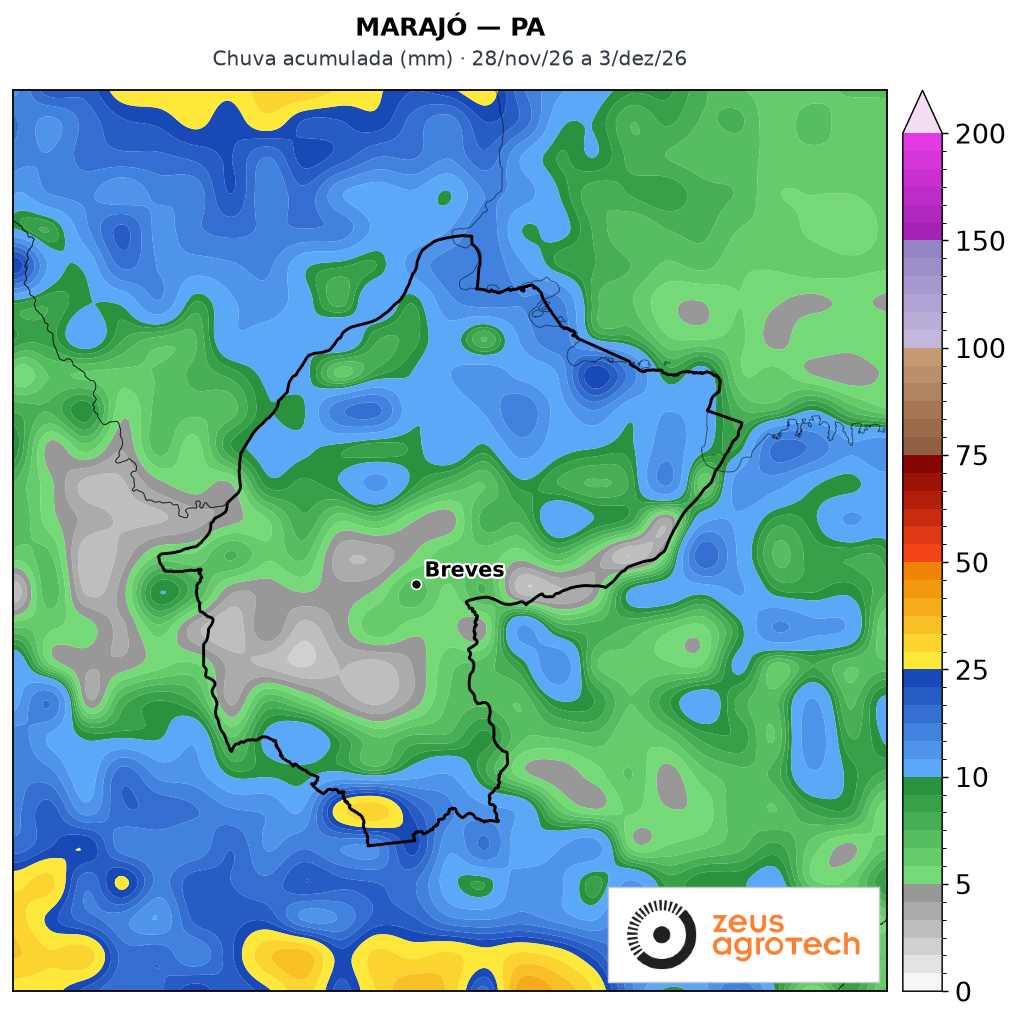 MARAJÓ — PA
Chuva acumulada (mm) · 28/nov/26 a 3/dez/26
200
150
100
75
50
25
10
5
0
Breves
zeus
agrotech